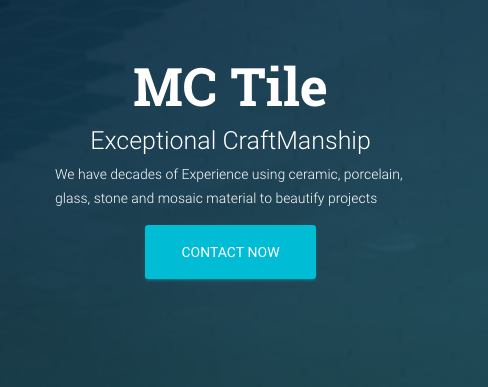 MC Tile
Exceptional CraftManship
We have decades of Experience using ceramic, porcelain,
glass, stone and mosaic material to beautify projects
CONTACT NOW